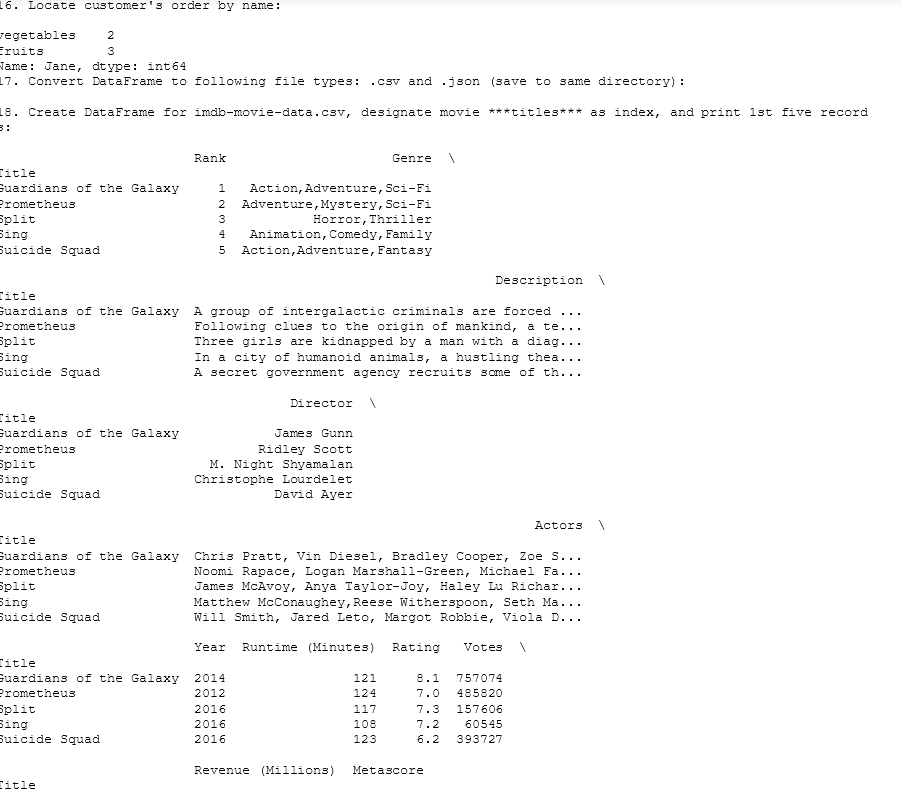 16. Locate customer's order by name:
vegetables    2
fruits        3
Name: Jane, dtype: int64
17. Convert DataFrame to following file types: .csv and .json (save to same directory):
18. Create DataFrame for imdb-movie-data.csv, designate movie ***titles*** as index, and print 1st five record
s:
Rank                     Genre  \
Title
Guardians of the Galaxy     1   Action,Adventure,Sci-Fi
Prometheus                  2  Adventure,Mystery,Sci-Fi
Split                       3           Horror,Thriller
Sing                        4   Animation,Comedy,Family
Suicide Squad               5  Action,Adventure,Fantasy
Description  \
Title
Guardians of the Galaxy  A group of intergalactic criminals are forced ...
Prometheus               Following clues to the origin of mankind, a te...
Split                    Three girls are kidnapped by a man with a diag...
Sing                     In a city of humanoid animals, a hustling thea...
Suicide Squad            A secret government agency recruits some of th...
Director  \
Title
Guardians of the Galaxy            James Gunn
Prometheus                       Ridley Scott
Split                      M. Night Shyamalan
Sing                     Christophe Lourdelet
Suicide Squad                      David Ayer
Actors  \
Title
Guardians of the Galaxy  Chris Pratt, Vin Diesel, Bradley Cooper, Zoe S...
Prometheus               Noomi Rapace, Logan Marshall-Green, Michael Fa...
Split                    James McAvoy, Anya Taylor-Joy, Haley Lu Richar...
Sing                     Matthew McConaughey,Reese Witherspoon, Seth Ma...
Suicide Squad            Will Smith, Jared Leto, Margot Robbie, Viola D...
Year  Runtime (Minutes)  Rating   Votes  \
Title
Guardians of the Galaxy  2014                121     8.1  757074
Prometheus               2012                124     7.0  485820
Split                    2016                117     7.3  157606
Sing                     2016                108     7.2   60545
Suicide Squad            2016                123     6.2  393727
Revenue (Millions)  Metascore
Title